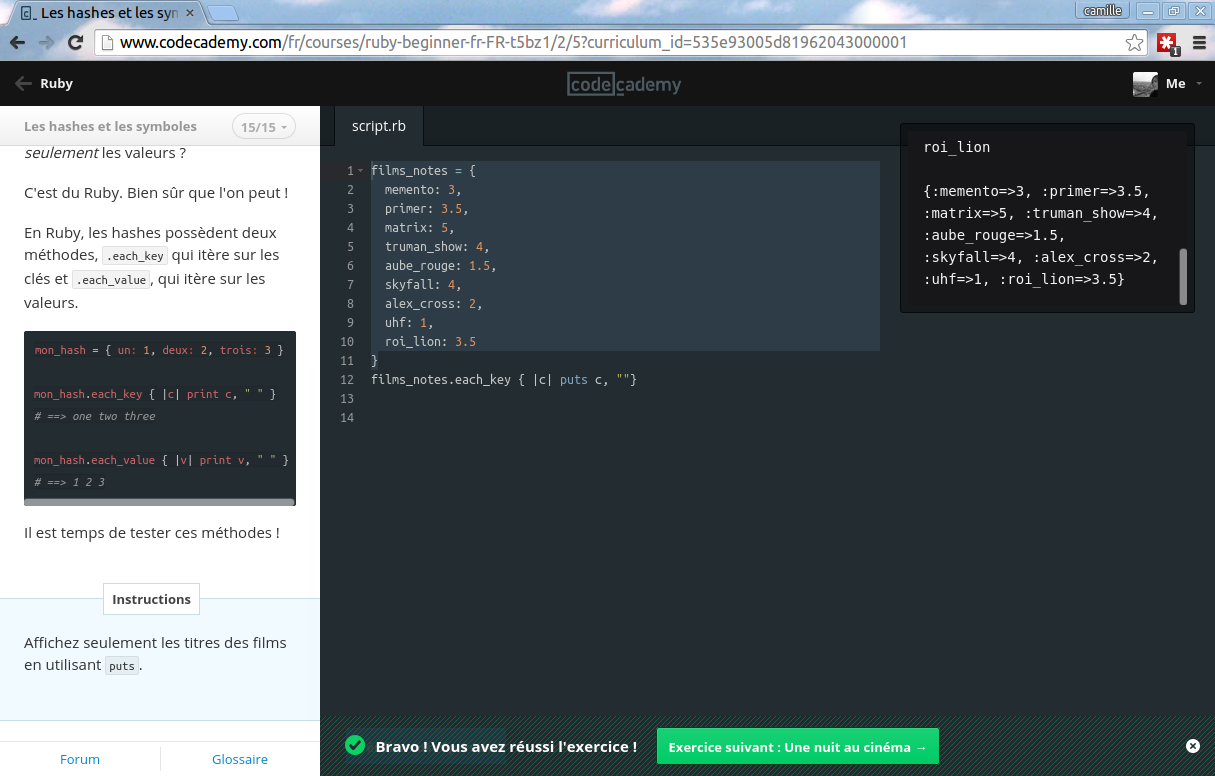 Les hashes et les syn
camille
www.codecademy.com/fr/courses/ruby-beginner-fr-FR-t5bz1/2/5?curriculum_id=535e93005d81962043000001
1
Ruby
codecademy
Me
Les hashes et les symboles
15/15
seulement les valeurs ?
C'est du Ruby. Bien sûr que l'on peut !
En Ruby, les hashes possèdent deux
méthodes, .each_key qui itère sur les
clés et .each_value, qui itère sur les
valeurs.
mon_hash = { un: 1, deux: 2, trois: 3 }
mon_hash.each_key { |c| print c, " " }
# ==> one two three
mon_hash.each_value { |v| print v, " " }
# ==> 1 2 3
Il est temps de tester ces méthodes !
Instructions
Affichez seulement les titres des films
en utilisant puts.
Forum
Glossaire
script.rb
1 films_notes = {
2 memento: 3,
3 primer: 3.5,
4 matrix: 5,
5 truman_show: 4,
6 aube_rouge: 1.5,
7 skyfall: 4,
8 alex_cross: 2,
9 uhf: 1,
10 roi_lion: 3.5
11 }
12 films_notes.each_key { |c| puts c, ""}
13
14
roi_lion
{:memento=>3, :primer=>3.5,
:matrix=>5, :truman_show=>4,
:aube_rouge=>1.5,
:skyfall=>4, :alex_cross=>2,
:uhf=>1, :roi_lion=>3.5}
Bravo ! Vous avez réussi l'exercice !
Exercice suivant : Une nuit au cinéma →